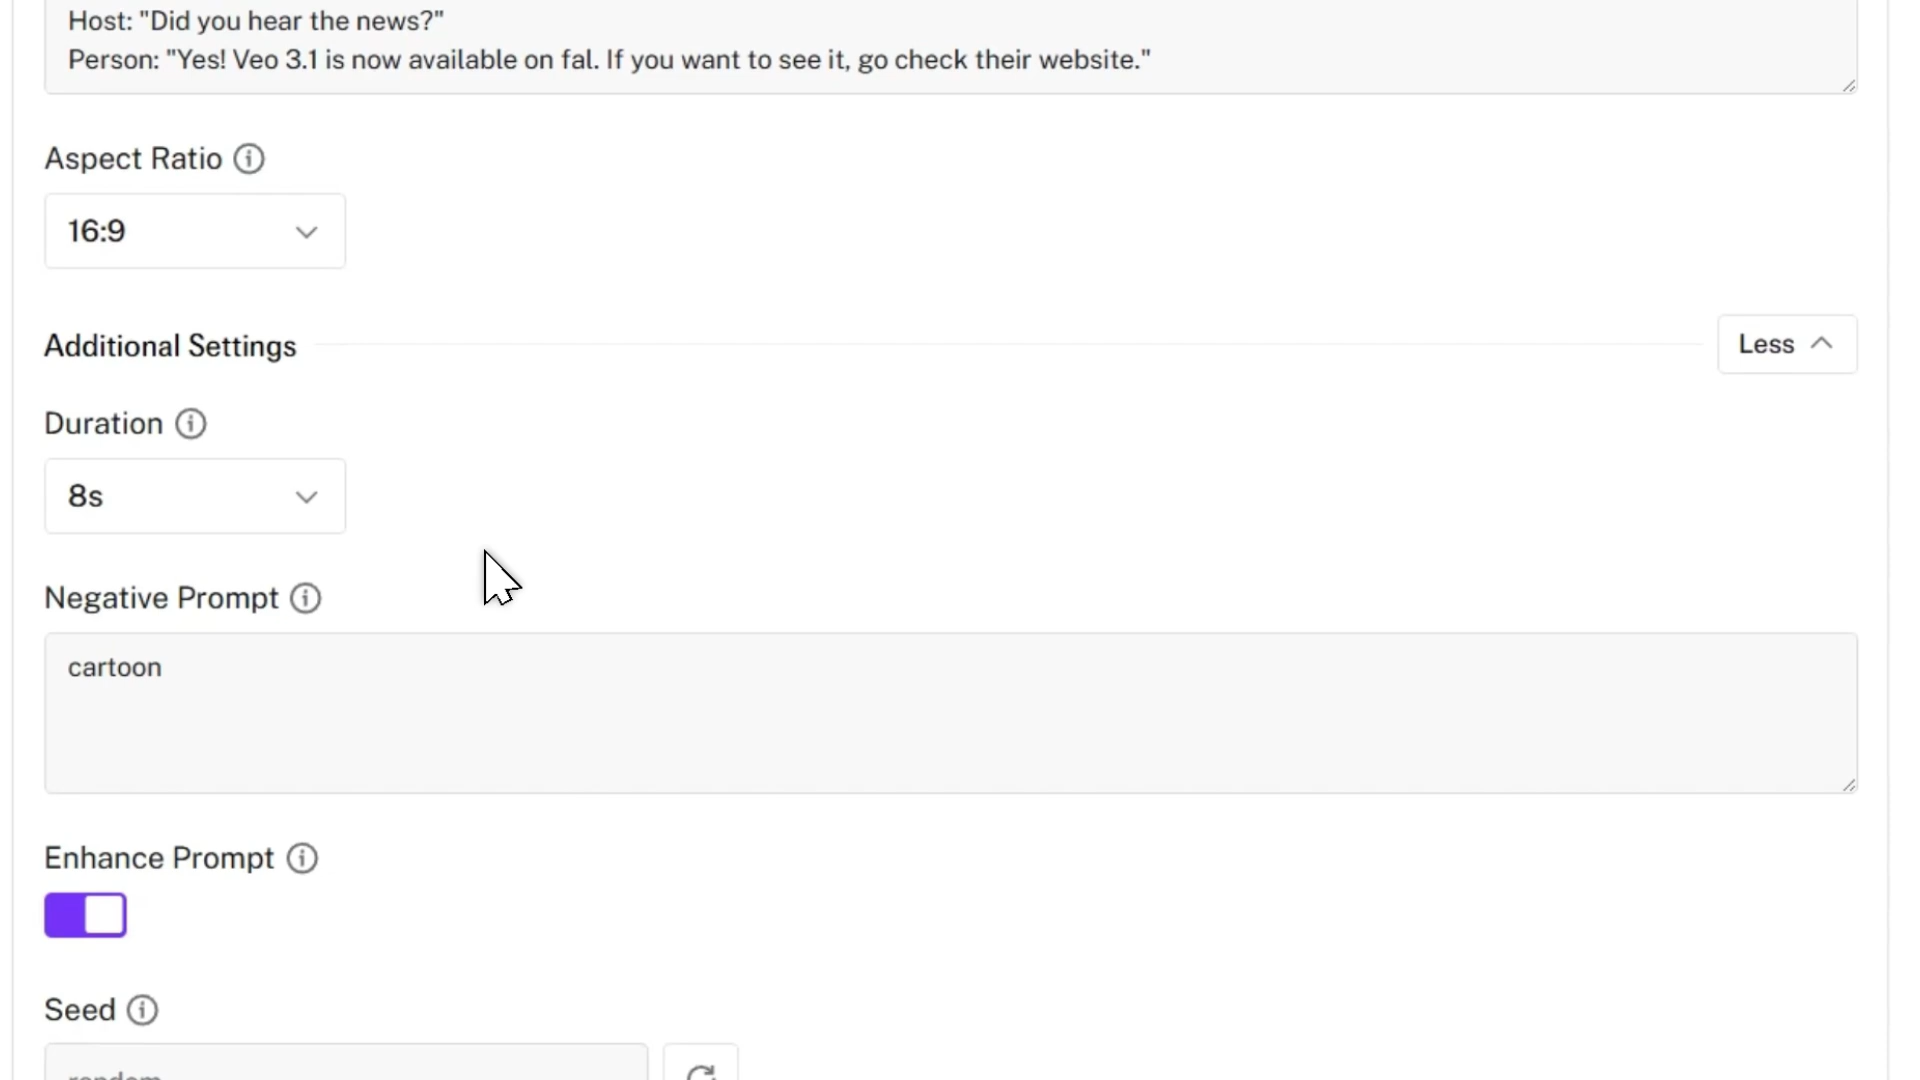 Host: "Did you hear the news?"
Person: "Yes! Veo 3.1 is now available on fal. If you want to see it, go check their website."
Aspect Ratio
16:9
Additional Settings
Less
Duration
8s
Negative Prompt
cartoon
Enhance Prompt
Seed
random